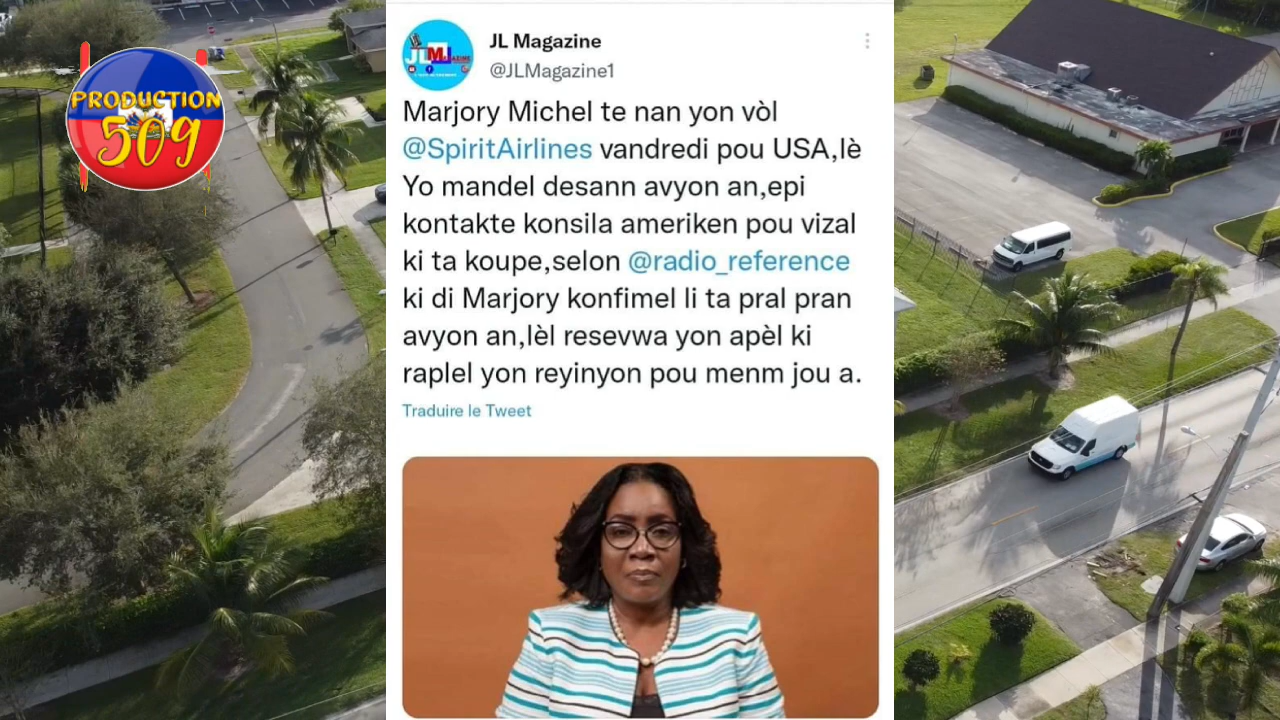 PRODUCTION
509
JL Magazine
@JLMagazine1
Marjory Michel te nan yon vòl
@SpiritAirlines vandredi pou USA,lè
Yo mandel desann avyon an,epi
kontakte konsila ameriken pou vizal
ki ta koupe,selon @radio_reference
ki di Marjory konfimel li ta pral pran
avyon an,lèl resevwa yon apèl ki
raplel yon reyinyon pou menm jou a.
Traduire le Tweet